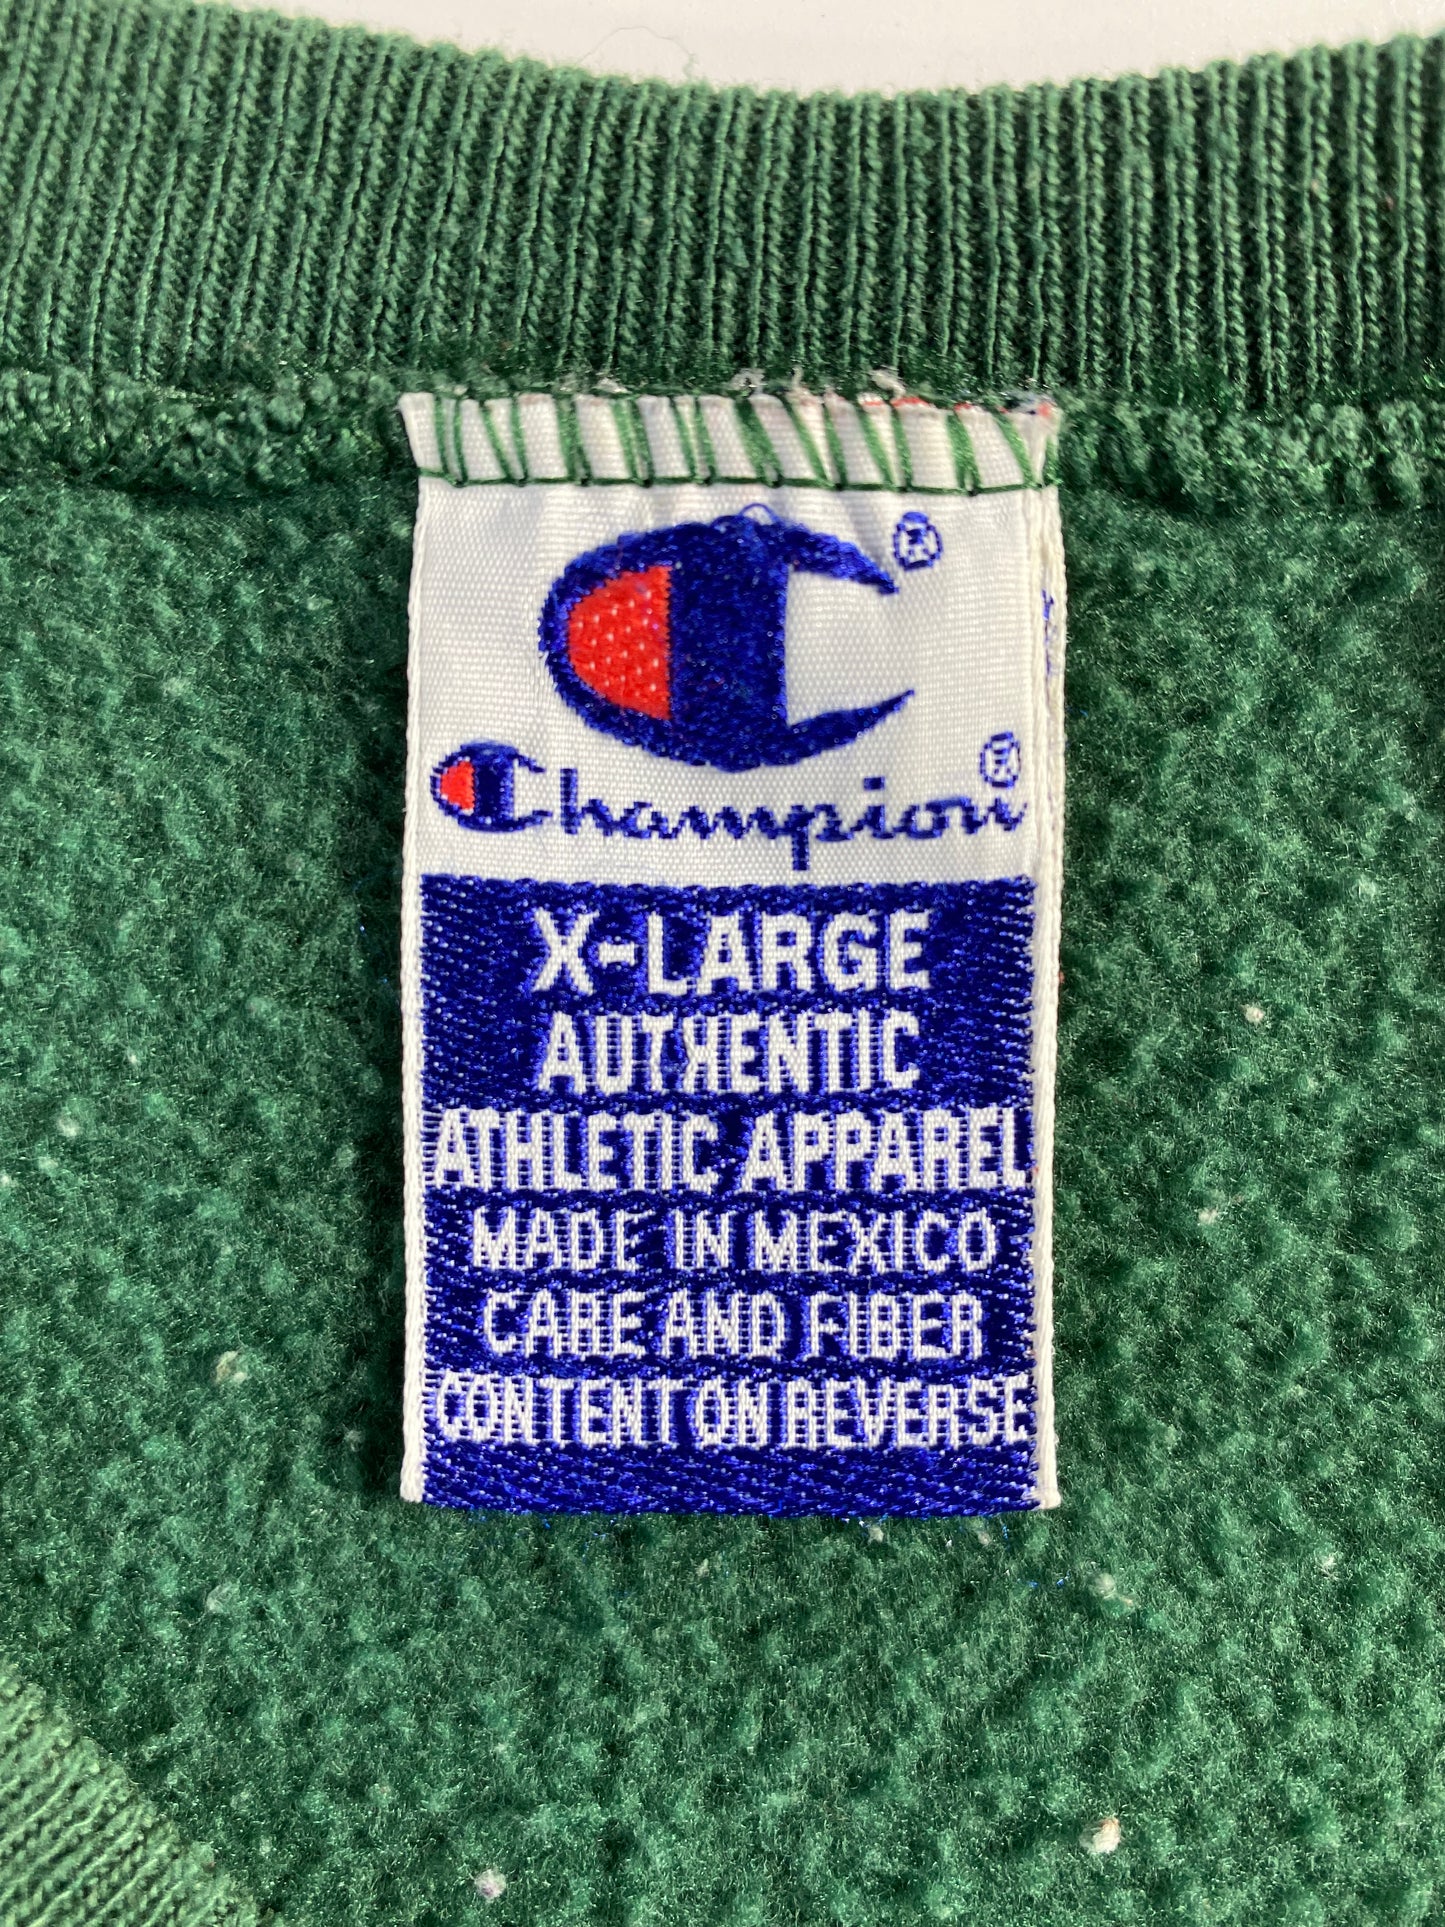 ®
Champion®
X-LARGE
AUTHENTIC
ATHLETIC APPAREL
MADE IN MEXICO
CARE AND FIBER
CONTENT ON REVERSE